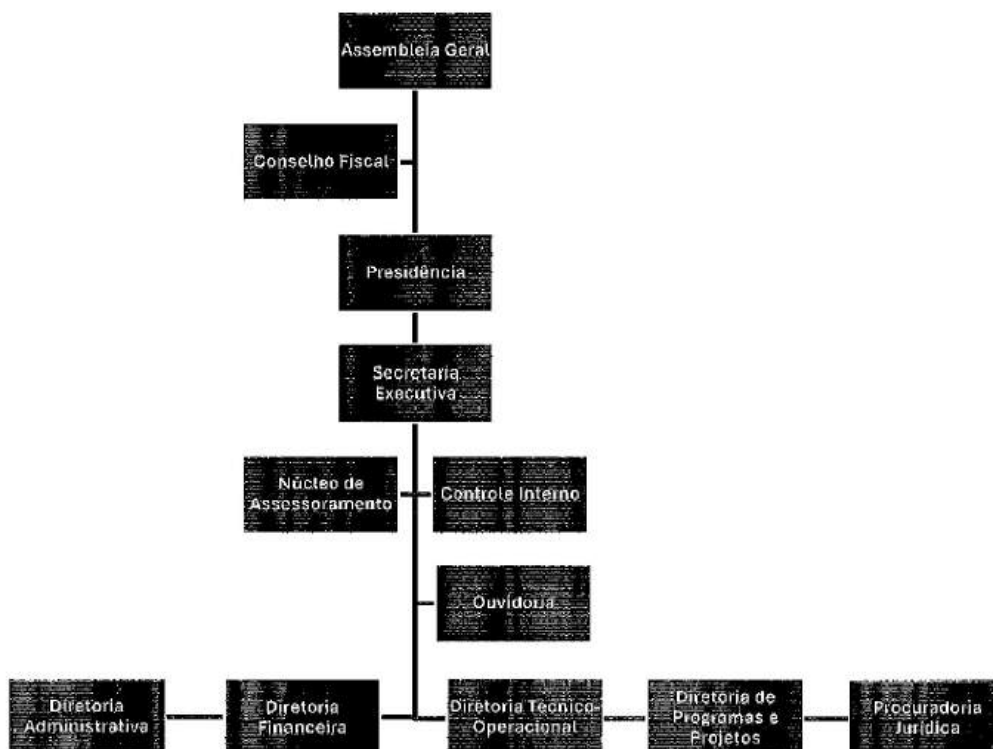 Assembleia Geral
Conselho Fiscal
Presidência
Secretaria
Executiva
Núcleo de
Assessoramento
Controle Interno
Ouvidoria
Diretoria
Administrativa
Diretoria
Financeira
Diretoria Técnico-
Operacional
Diretoria de
Programas e
Projetos
Procuradoria
Jurídica